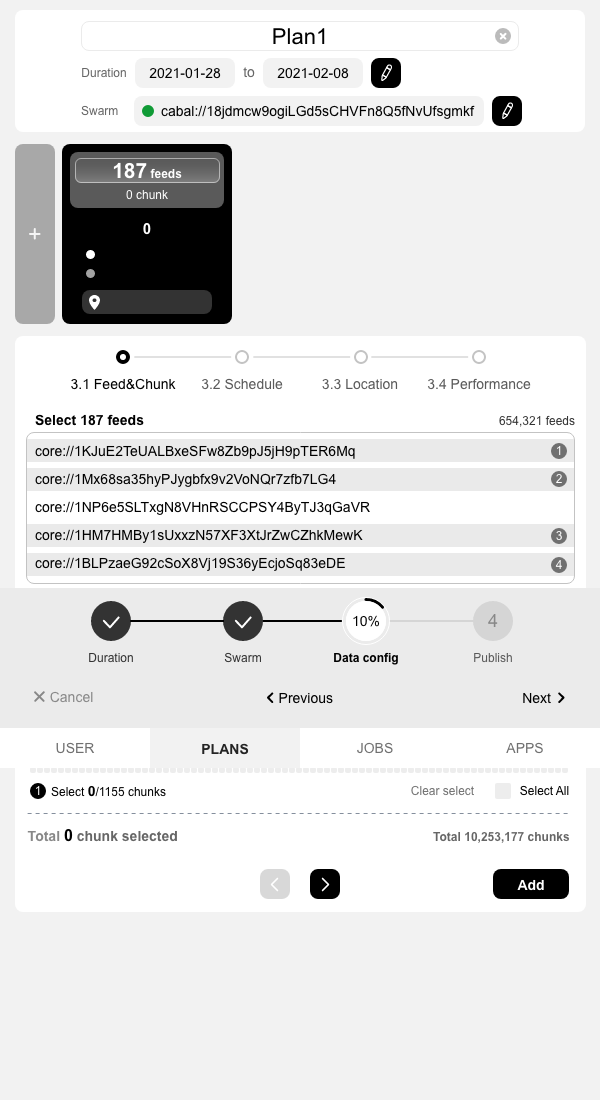 Plan1
Duration 2021-01-28 to 2021-02-08
Swarm cabal://18jdmcw9ogiLGd5sCHVFn8Q5fNvUfsgmkf
187 feeds
0 chunk
+
0
3.1 Feed&Chunk 3.2 Schedule 3.3 Location 3.4 Performance
Select 187 feeds 654,321 feeds
core://1KJuE2TeUALBxeSFw8Zb9pJ5jH9pTER6Mq 1
core://1Mx68sa35hyPJygbfx9v2VoNQr7zfb7LG4 2
core://1NP6e5SLTxgN8VHnRSCCPSY4ByTJ3qGaVR
core://1HM7HMBy1sUxxzN57XF3XtJrZwCZhkMewK 3
core://1BLPzaeG92cSoX8Vj19S36yEcjoSq83eDE 4
10% 4
Duration Swarm Data config Publish
Cancel Previous Next
USER PLANS JOBS APPS
1 Select 0/1155 chunks Clear select Select All
Total 0 chunk selected Total 10,253,177 chunks
Add